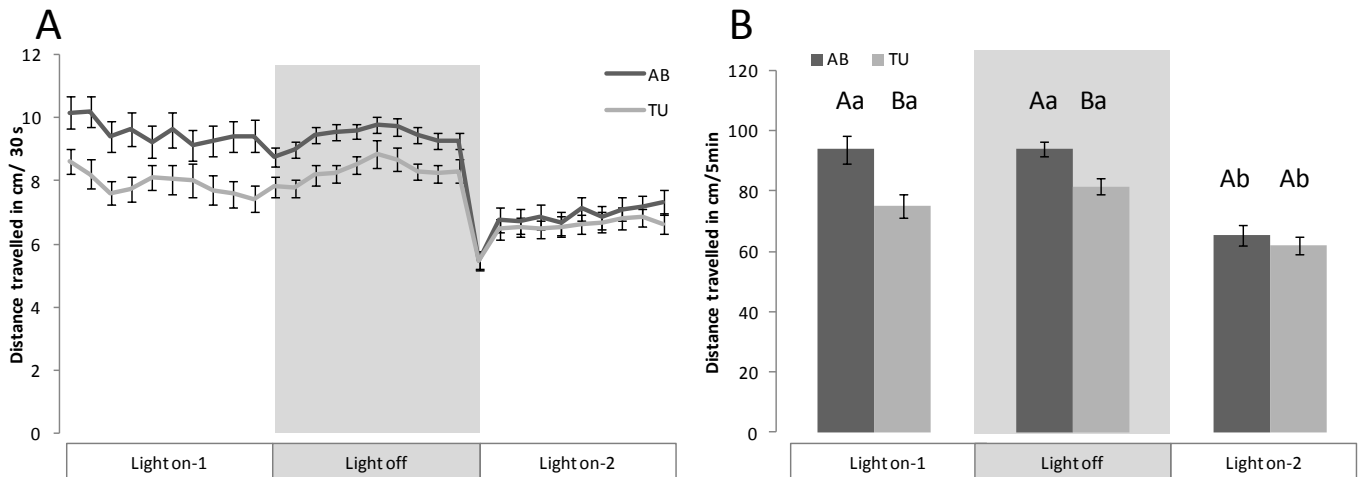 A
Distance travelled in cm/ 30 s
12
10
8
6
4
2
0
AB
TU
Light on-1
Light off
Light on-2
B
Distance travelled in cm/5min
120
100
80
60
40
20
0
AB TU
Aa Ba
Aa Ba
Ab Ab
Light on-1
Light off
Light on-2